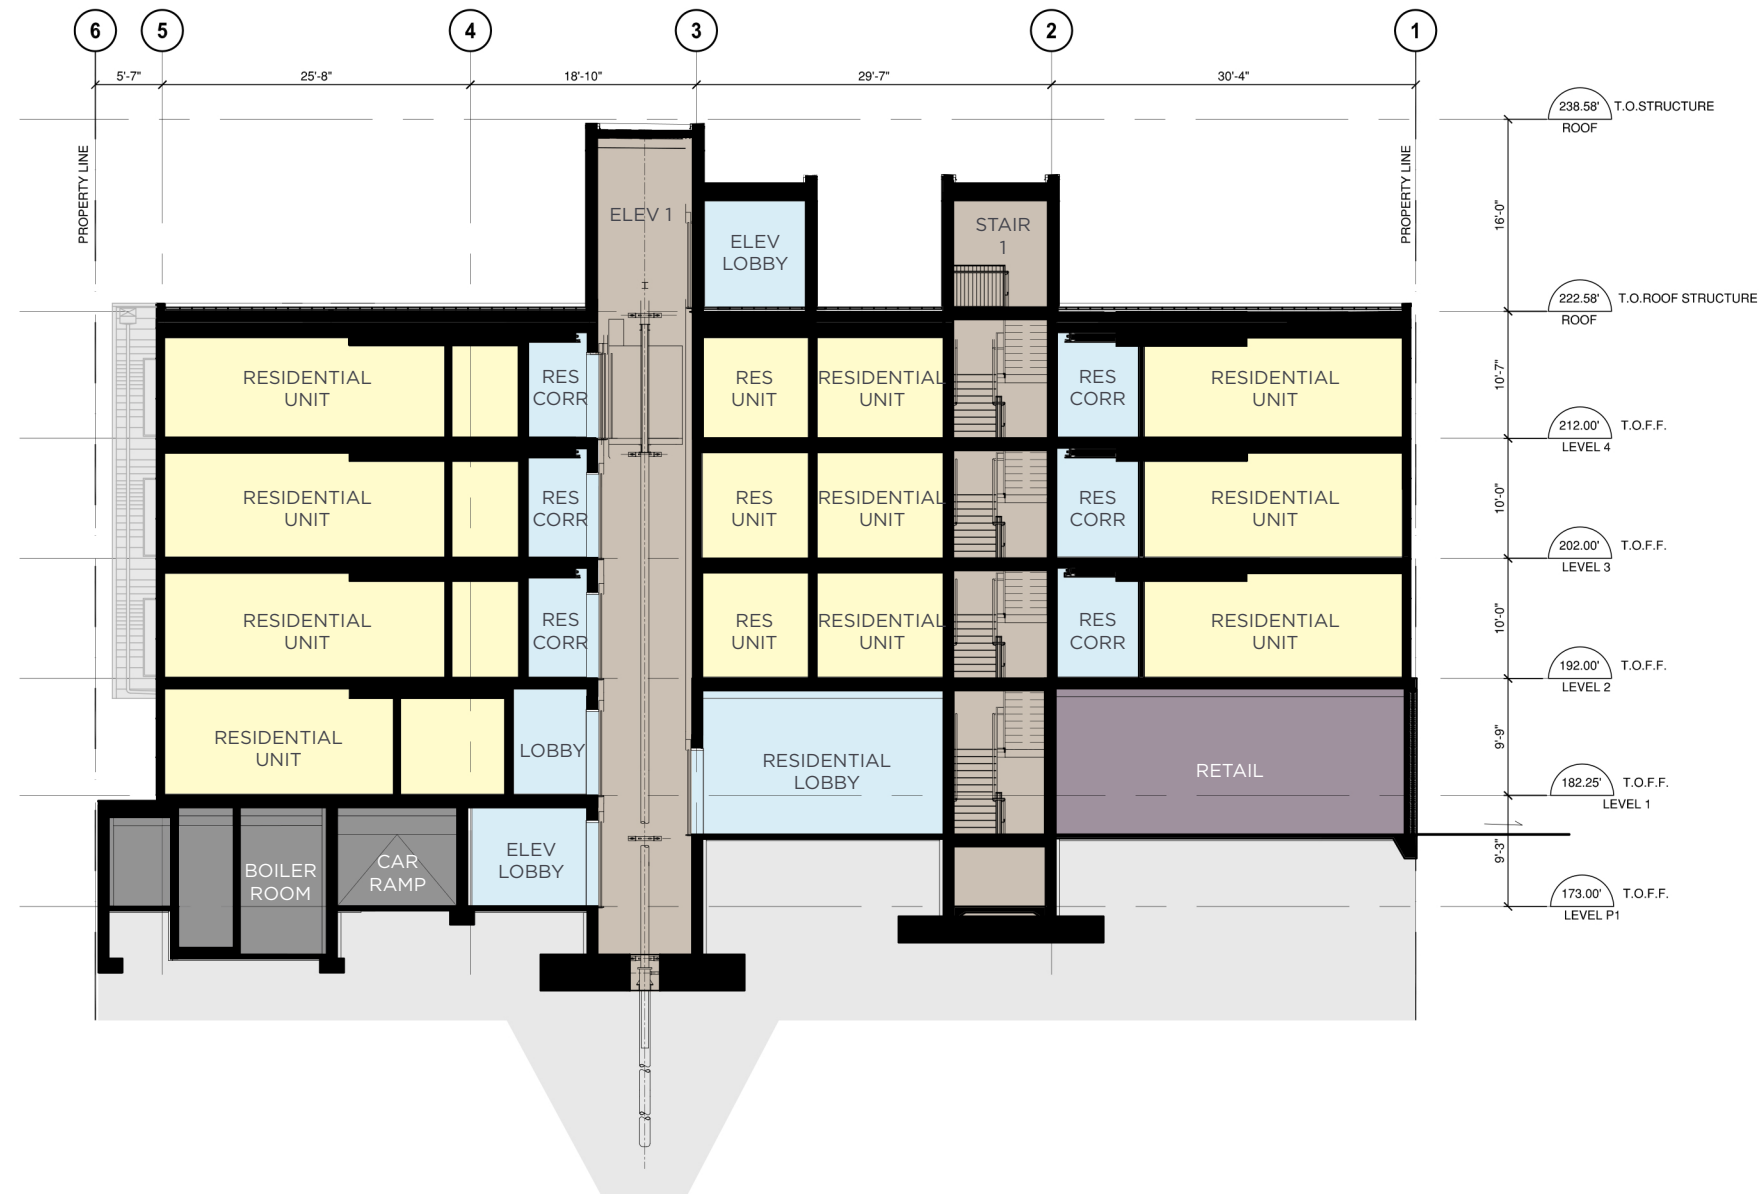 6 5 4 3 2 1
5'-7" 25'-8" 18'-10" 29'-7" 30'-4"
PROPERTY LINE
PROPERTY LINE
238.58' T.O.STRUCTURE
ROOF
16'-0"
ELEV 1
ELEV
LOBBY
STAIR
1
222.58' T.O.ROOF STRUCTURE
ROOF
10'-7"
RESIDENTIAL
UNIT
RES
CORR
RES
UNIT
RESIDENTIAL
UNIT
RES
CORR
RESIDENTIAL
UNIT
212.00' T.O.F.F.
LEVEL 4
10'-0"
RESIDENTIAL
UNIT
RES
CORR
RES
UNIT
RESIDENTIAL
UNIT
RES
CORR
RESIDENTIAL
UNIT
202.00' T.O.F.F.
LEVEL 3
10'-0"
RESIDENTIAL
UNIT
RES
CORR
RES
UNIT
RESIDENTIAL
UNIT
RES
CORR
RESIDENTIAL
UNIT
192.00' T.O.F.F.
LEVEL 2
9'-9"
RESIDENTIAL
UNIT
LOBBY
RESIDENTIAL
LOBBY
RETAIL
182.25' T.O.F.F.
LEVEL 1
9'-3"
BOILER
ROOM
CAR
RAMP
ELEV
LOBBY
173.00' T.O.F.F.
LEVEL P1